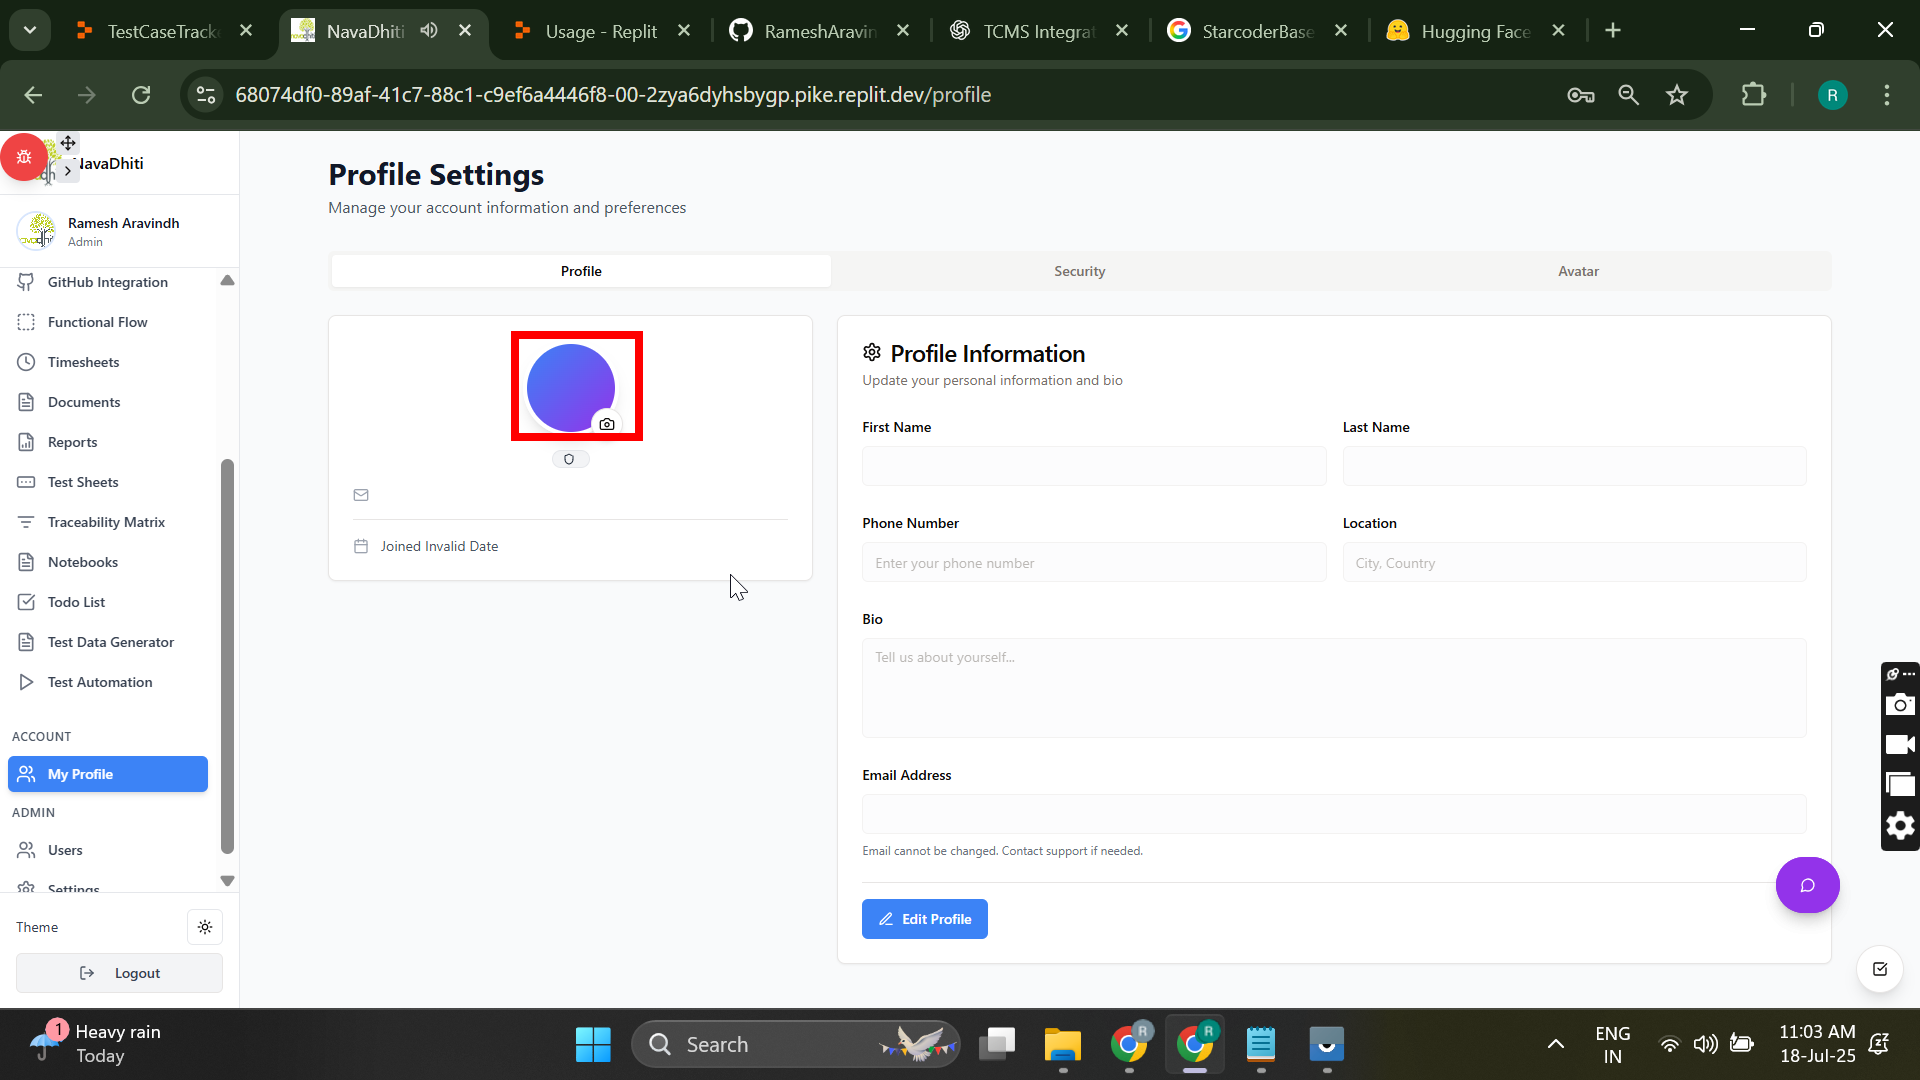 TestCaseTracke
NavaDhiti
Usage - Replit
RameshAravin
TCMS Integrat
StarcoderBase
Hugging Face
68074df0-89af-41c7-88c1-c9ef6a4446f8-00-2zya6dyhsbygp.pike.replit.dev/profile
R
NavaDhiti
Ramesh Aravindh
Admin
GitHub Integration
Functional Flow
Timesheets
Documents
Reports
Test Sheets
Traceability Matrix
Notebooks
Todo List
Test Data Generator
Test Automation
ACCOUNT
My Profile
ADMIN
Users
Settings
Theme
Logout
Profile Settings
Manage your account information and preferences
Profile
Security
Avatar
Joined Invalid Date
Profile Information
Update your personal information and bio
First Name
Last Name
Phone Number
Location
Enter your phone number
City, Country
Bio
Tell us about yourself...
Email Address
Email cannot be changed. Contact support if needed.
Edit Profile
1
Heavy rain
Today
Search
R
R
ENG
IN
11:03 AM
18-Jul-25